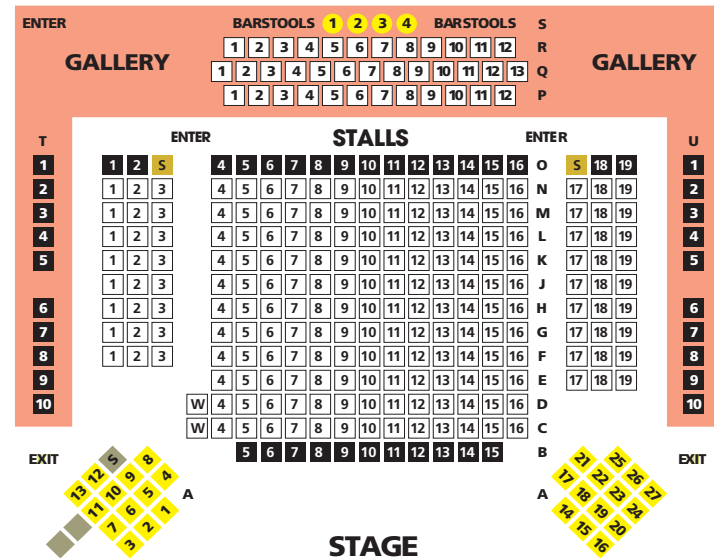 ENTER BARSTOOLS 1 2 3 4 BARSTOOLS S
GALLERY 1 2 3 4 5 6 7 8 9 10 11 12 R GALLERY
1 2 3 4 5 6 7 8 9 10 11 12 13 Q
1 2 3 4 5 6 7 8 9 10 11 12 P
T ENTER STALLS ENTER U
1 1 2 S 4 5 6 7 8 9 10 11 12 13 14 15 16 O S 18 19 1
2 1 2 3 4 5 6 7 8 9 10 11 12 13 14 15 16 N 17 18 19 2
3 1 2 3 4 5 6 7 8 9 10 11 12 13 14 15 16 M 17 18 19 3
4 1 2 3 4 5 6 7 8 9 10 11 12 13 14 15 16 L 17 18 19 4
5 1 2 3 4 5 6 7 8 9 10 11 12 13 14 15 16 K 17 18 19 5
1 2 3 4 5 6 7 8 9 10 11 12 13 14 15 16 J 17 18 19
6 1 2 3 4 5 6 7 8 9 10 11 12 13 14 15 16 H 17 18 19 6
7 1 2 3 4 5 6 7 8 9 10 11 12 13 14 15 16 G 17 18 19 7
8 1 2 3 4 5 6 7 8 9 10 11 12 13 14 15 16 F 17 18 19 8
9 4 5 6 7 8 9 10 11 12 13 14 15 16 E 17 18 19 9
10 W 4 5 6 7 8 9 10 11 12 13 14 15 16 D 10
W 4 5 6 7 8 9 10 11 12 13 14 15 16 C
EXIT 5 6 7 8 9 10 11 12 13 14 15 B EXIT
13 12 S
11 10 9 8
7 6 5 4
3 2 1
A
A
21 25
17 22 26
18 23 27
14 19 24
15 20
16
STAGE